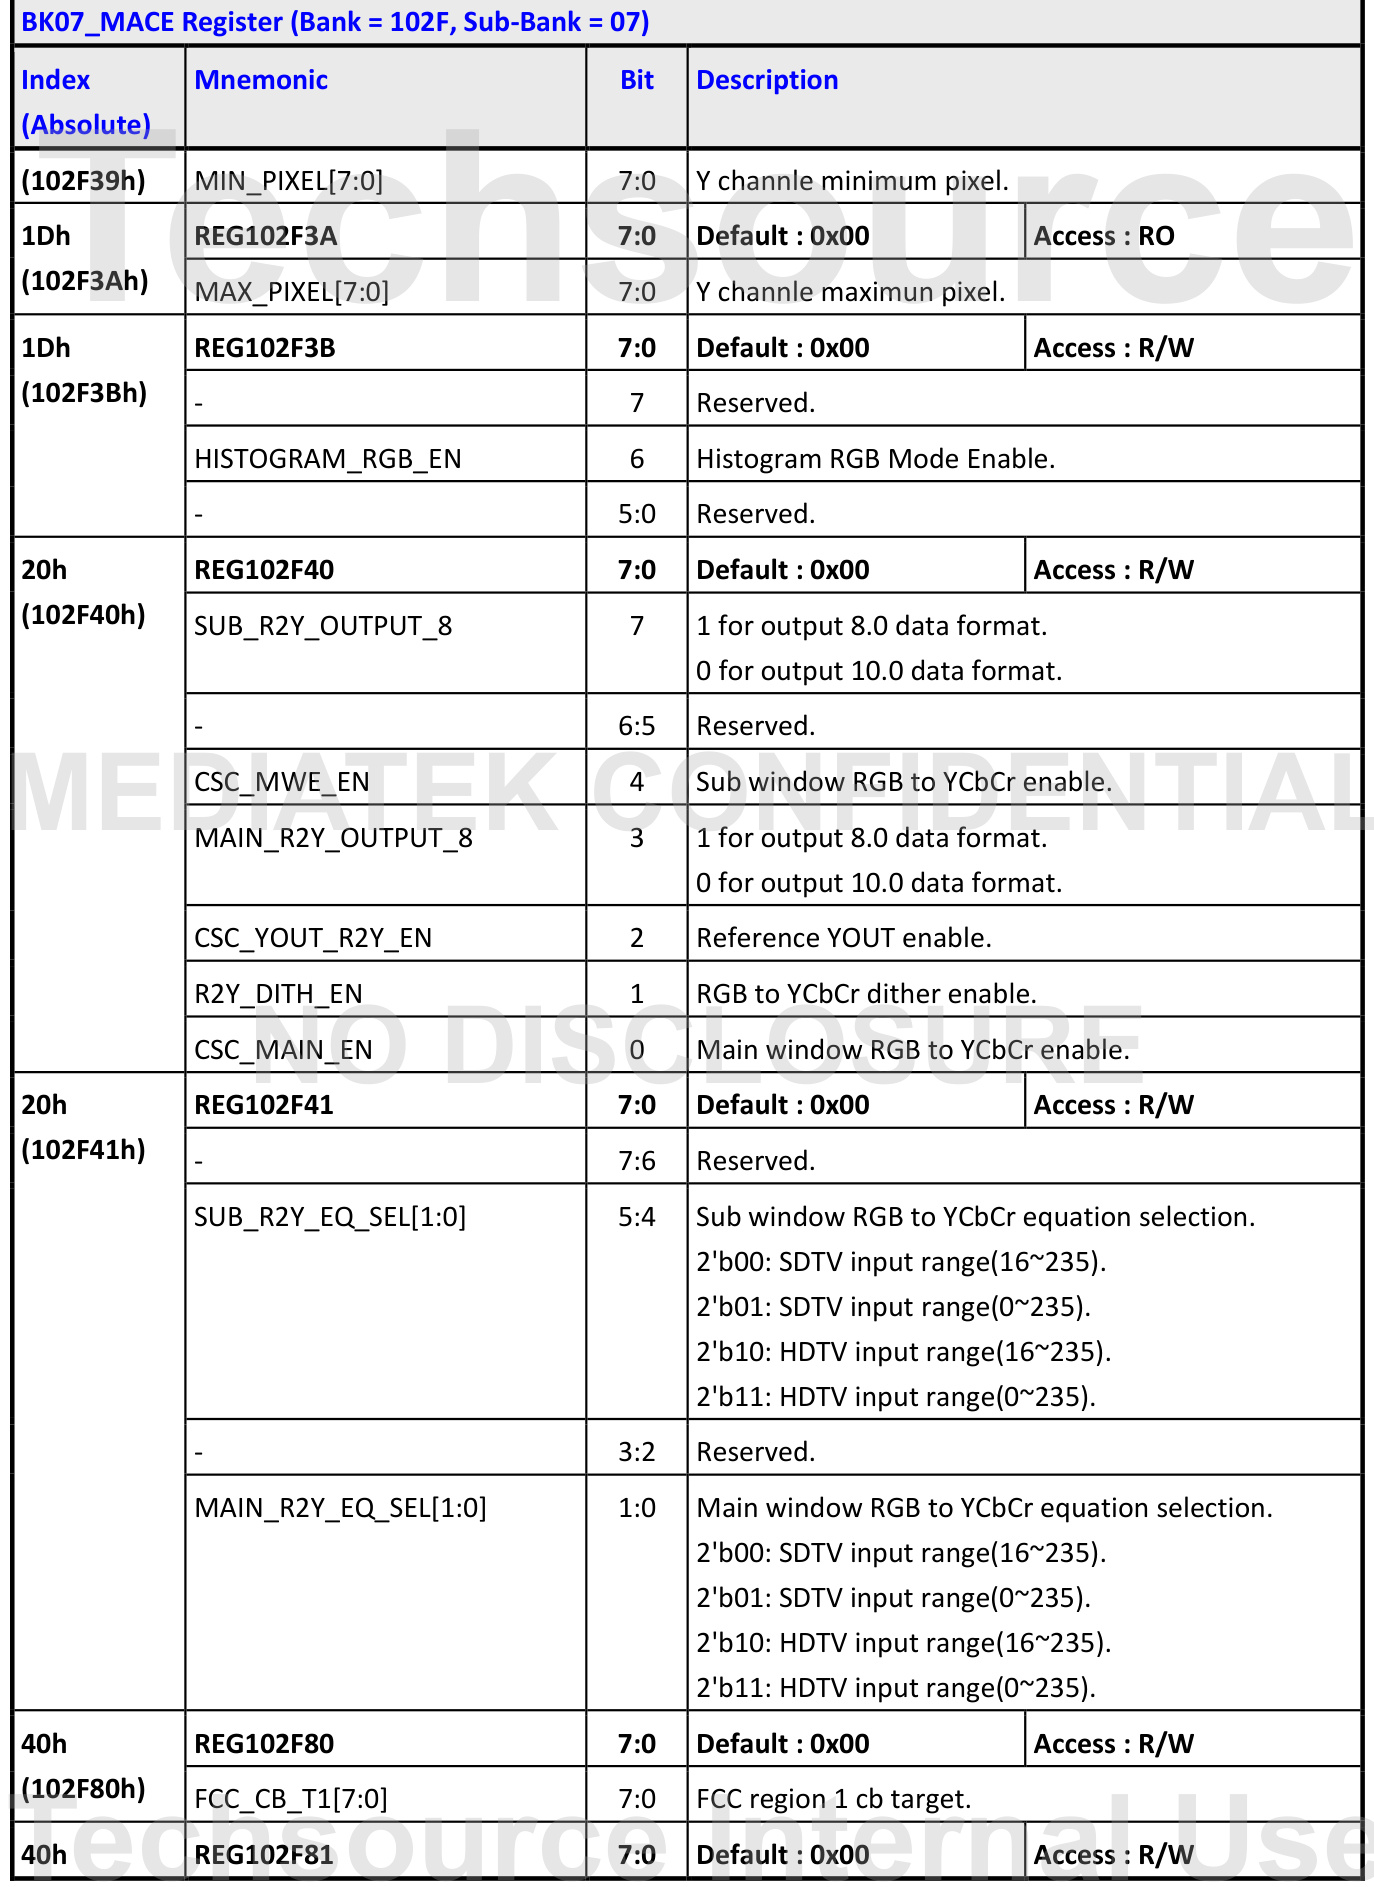 BK07_MACE Register (Bank = 102F, Sub-Bank = 07)
Index (Absolute) Mnemonic Bit Description
(102F39h) MIN_PIXEL[7:0] 7:0 Y channle minimum pixel.
1Dh REG102F3A 7:0 Default : 0x00 Access : RO
(102F3Ah) MAX_PIXEL[7:0] 7:0 Y channle maximun pixel.
1Dh REG102F3B 7:0 Default : 0x00 Access : R/W
(102F3Bh) - 7 Reserved.
HISTOGRAM_RGB_EN 6 Histogram RGB Mode Enable.
- 5:0 Reserved.
20h REG102F40 7:0 Default : 0x00 Access : R/W
(102F40h) SUB_R2Y_OUTPUT_8 7 1 for output 8.0 data format.
0 for output 10.0 data format.
- 6:5 Reserved.
CSC_MWE_EN 4 Sub window RGB to YCbCr enable.
MAIN_R2Y_OUTPUT_8 3 1 for output 8.0 data format.
0 for output 10.0 data format.
CSC_YOUT_R2Y_EN 2 Reference YOUT enable.
R2Y_DITH_EN 1 RGB to YCbCr dither enable.
CSC_MAIN_EN 0 Main window RGB to YCbCr enable.
20h REG102F41 7:0 Default : 0x00 Access : R/W
(102F41h) - 7:6 Reserved.
SUB_R2Y_EQ_SEL[1:0] 5:4 Sub window RGB to YCbCr equation selection.
2'b00: SDTV input range(16~235).
2'b01: SDTV input range(0~235).
2'b10: HDTV input range(16~235).
2'b11: HDTV input range(0~235).
- 3:2 Reserved.
MAIN_R2Y_EQ_SEL[1:0] 1:0 Main window RGB to YCbCr equation selection.
2'b00: SDTV input range(16~235).
2'b01: SDTV input range(0~235).
2'b10: HDTV input range(16~235).
2'b11: HDTV input range(0~235).
40h REG102F80 7:0 Default : 0x00 Access : R/W
(102F80h) FCC_CB_T1[7:0] 7:0 FCC region 1 cb target.
40h REG102F81 7:0 Default : 0x00 Access : R/W
Techsource
MEDIATEK CONFIDENTIAL
NO DISCLOSURE
Techsource Internal Use